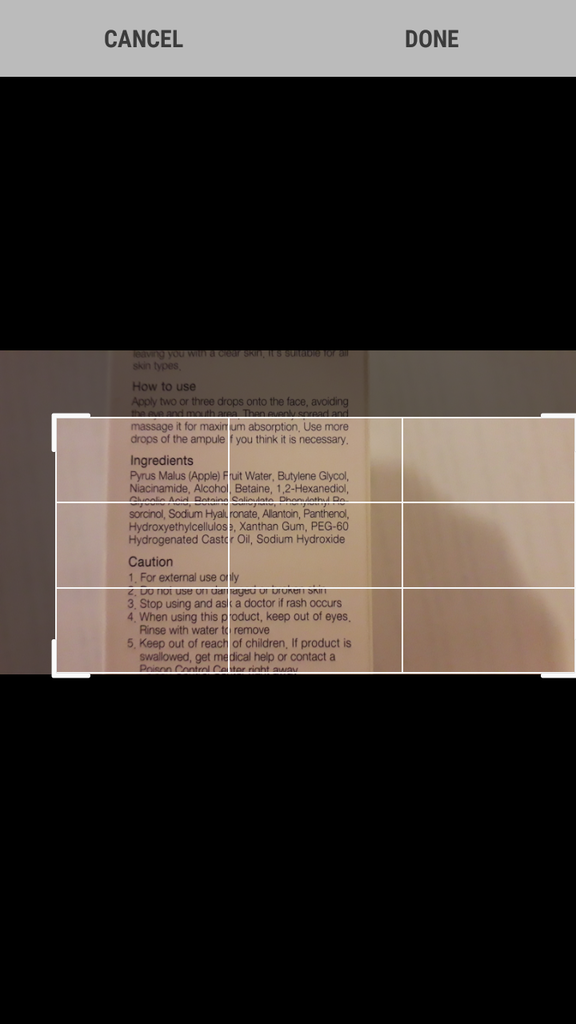 CANCEL DONE
leaving you with a clear skin. It's suitable for all
skin types.
How to use
Apply two or three drops onto the face, avoiding
the eye and mouth area. Then evenly spread and
massage it for maximum absorption. Use more
drops of the ampule if you think it is necessary.
Ingredients
Pyrus Malus (Apple) Fruit Water, Butylene Glycol,
Niacinamide, Alcohol, Betaine, 1,2-Hexanediol,
Glycolic Acid, Betaine Salicylate, Phenylethyl Re-
sorcinol, Sodium Hyaluronate, Allantoin, Panthenol,
Hydroxyethylcellulose, Xanthan Gum, PEG-60
Hydrogenated Castor Oil, Sodium Hydroxide
Caution
1. For external use only
2. Do not use on damaged or broken skin
3. Stop using and ask a doctor if rash occurs
4. When using this product, keep out of eyes.
Rinse with water to remove
5. Keep out of reach of children. If product is
swallowed, get medical help or contact a
Poison Control Center right away